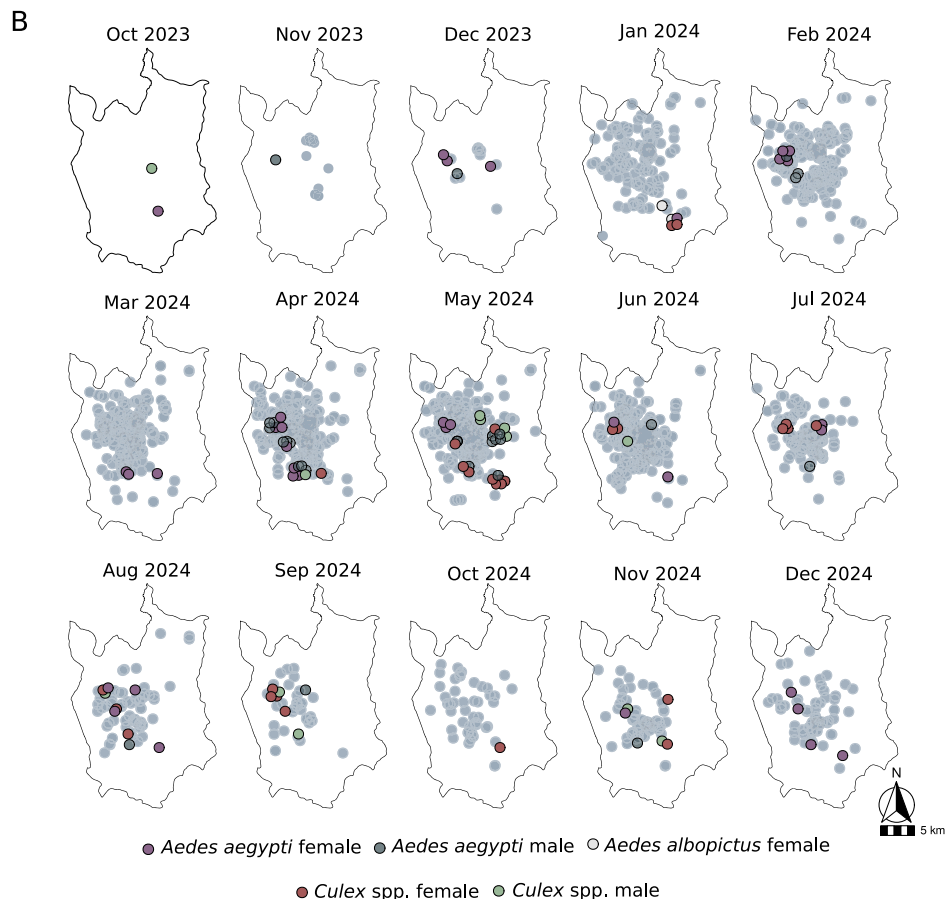 B
Oct 2023 Nov 2023 Dec 2023 Jan 2024 Feb 2024
Mar 2024 Apr 2024 May 2024 Jun 2024 Jul 2024
Aug 2024 Sep 2024 Oct 2024 Nov 2024 Dec 2024
N
5 km
Aedes aegypti female Aedes aegypti male Aedes albopictus female
Culex spp. female Culex spp. male